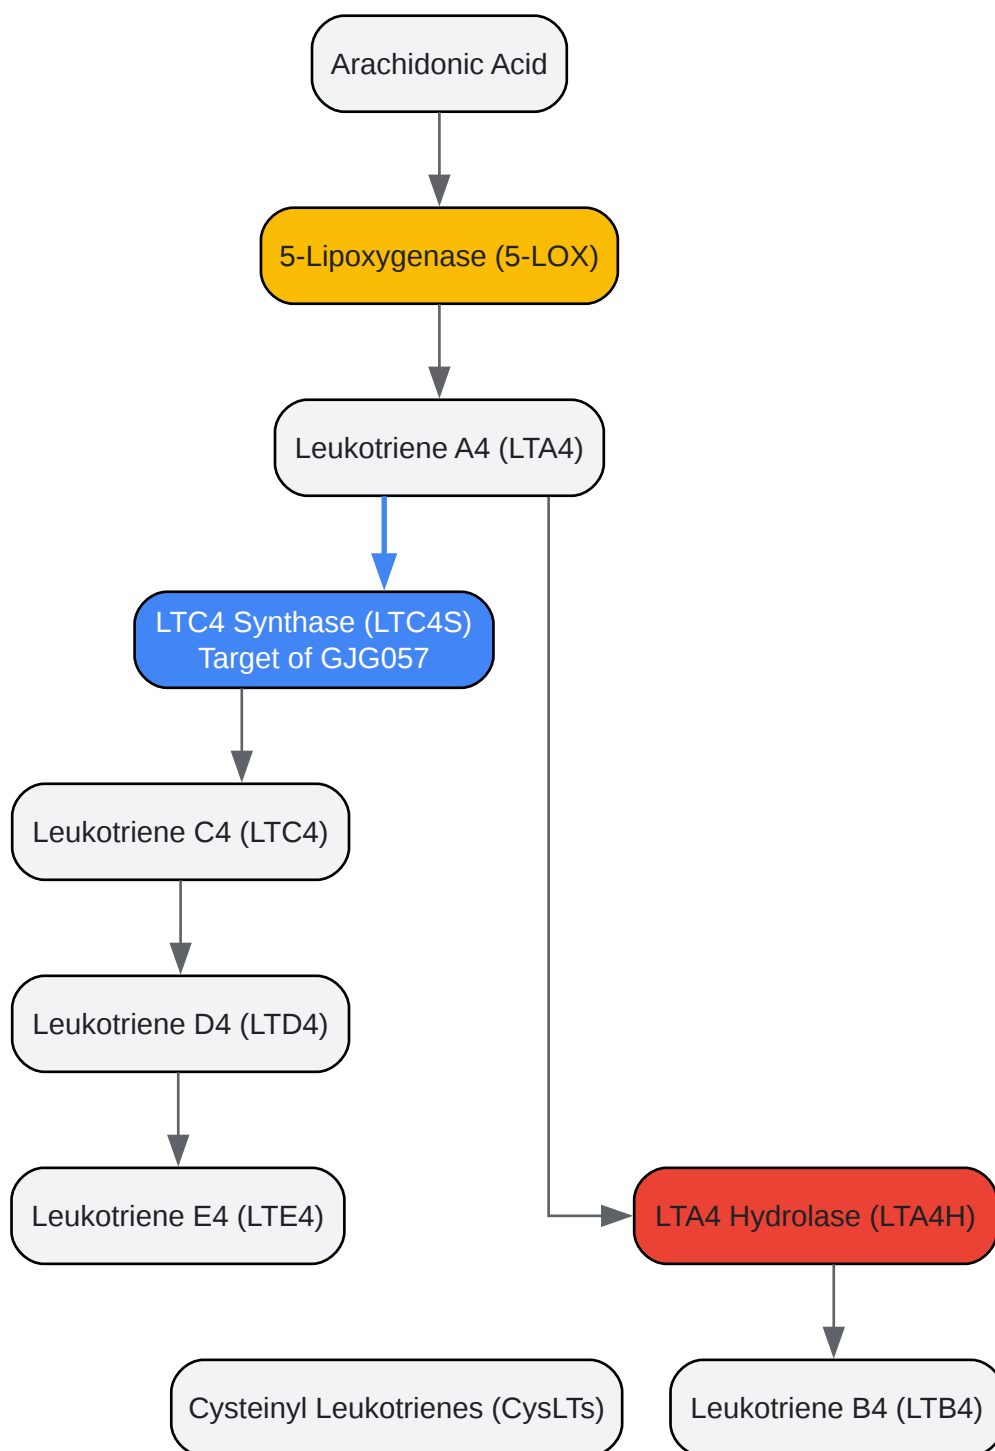 Arachidonic Acid
5-Lipoxygenase (5-LOX)
Leukotriene A4 (LTA4)
LTC4 Synthase (LTC4S)
Target of GJG057
Leukotriene C4 (LTC4)
Leukotriene D4 (LTD4)
Leukotriene E4 (LTE4)
LTA4 Hydrolase (LTA4H)
Cysteinyl Leukotrienes (CysLTs)
Leukotriene B4 (LTB4)